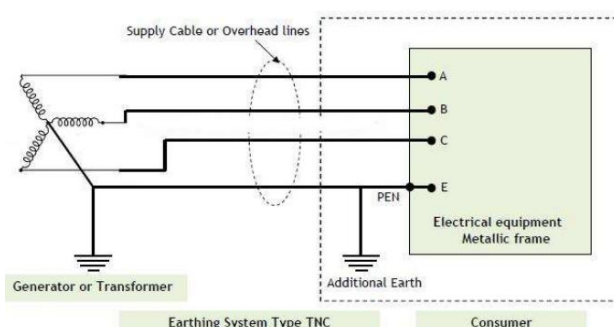 Supply Cable or Overhead lines
A
B
C
PEN
E
Electrical equipment
Metallic frame
Generator or Transformer
Additional Earth
Earthing System Type TNC
Consumer